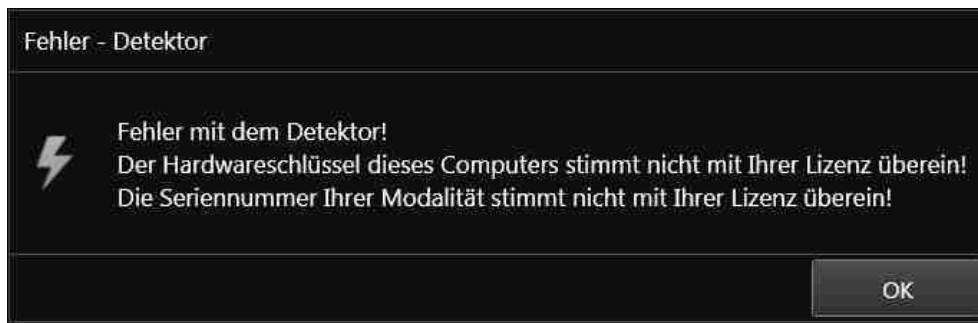 Fehler - Detektor
Fehler mit dem Detektor!
Der Hardwareschlüssel dieses Computers stimmt nicht mit Ihrer Lizenz überein!
Die Seriennummer Ihrer Modalität stimmt nicht mit Ihrer Lizenz überein!
OK